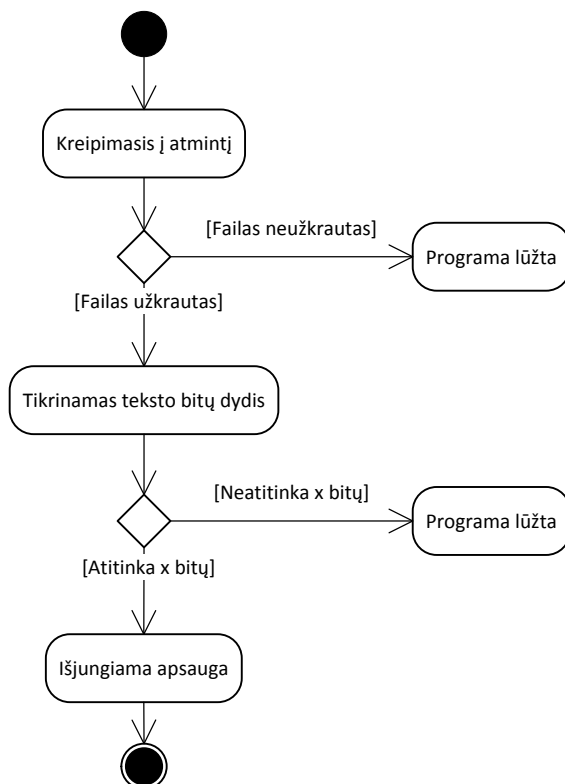 Kreipimasis į atmintį
[Failas neužkrautas]
Programa lūžta
[Failas užkrautas]
Tikrinamas teksto bitų dydis
[Neatitinka x bitų]
Programa lūžta
[Atitinka x bitų]
Išjungiama apsauga